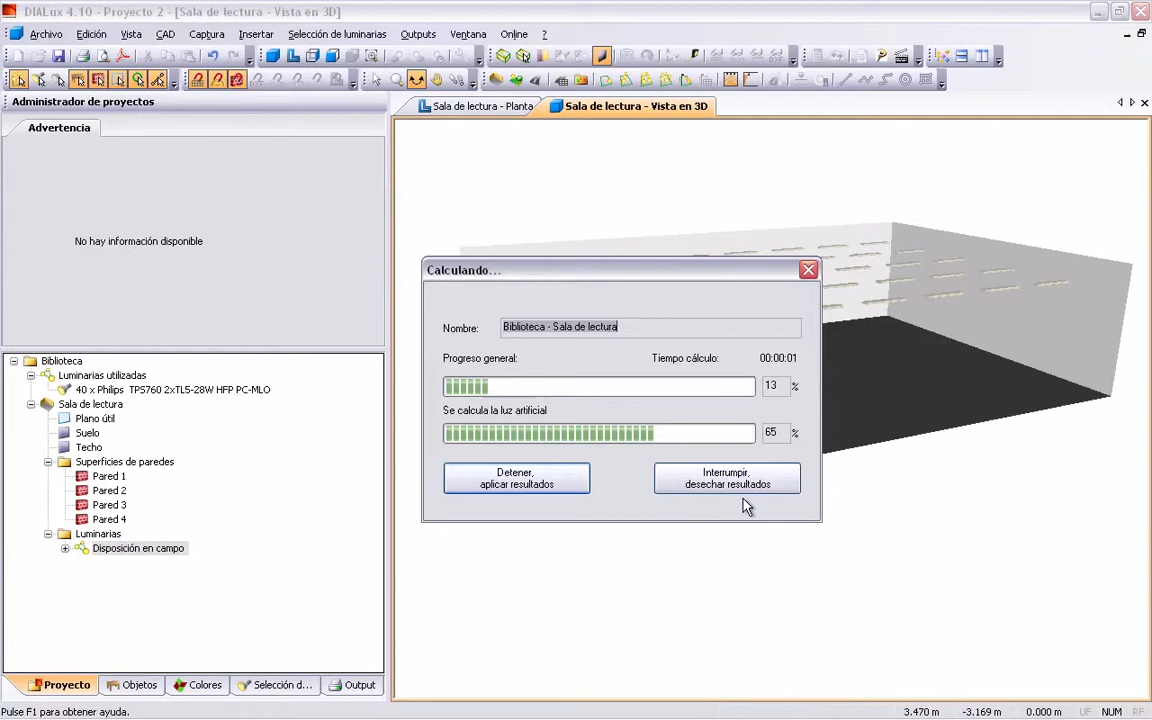 DIALux 4.10 - Proyecto 2 - [Sala de lectura - Vista en 3D]
Archivo Edición Vista CAD Captura Insertar Selección de luminarias Outputs Ventana Online ?
Administrador de proyectos
Sala de lectura - Planta Sala de lectura - Vista en 3D
Advertencia
No hay información disponible
Calculando...
Nombre: Biblioteca - Sala de lectura
Progreso general: Tiempo cálculo: 00:00:01
13 %
Se calcula la luz artificial
65 %
Detener,
aplicar resultados
Interrumpir,
desechar resultados
Biblioteca
Luminarias utilizadas
40 x Philips TPS760 2xTL5-28W HFP PC-MLO
Sala de lectura
Plano útil
Suelo
Techo
Superficies de paredes
Pared 1
Pared 2
Pared 3
Pared 4
Luminarias
Disposición en campo
Proyecto Objetos Colores Selección d... Output
Pulse F1 para obtener ayuda. 3.470 m -3.169 m 0.000 m UF NUM RF